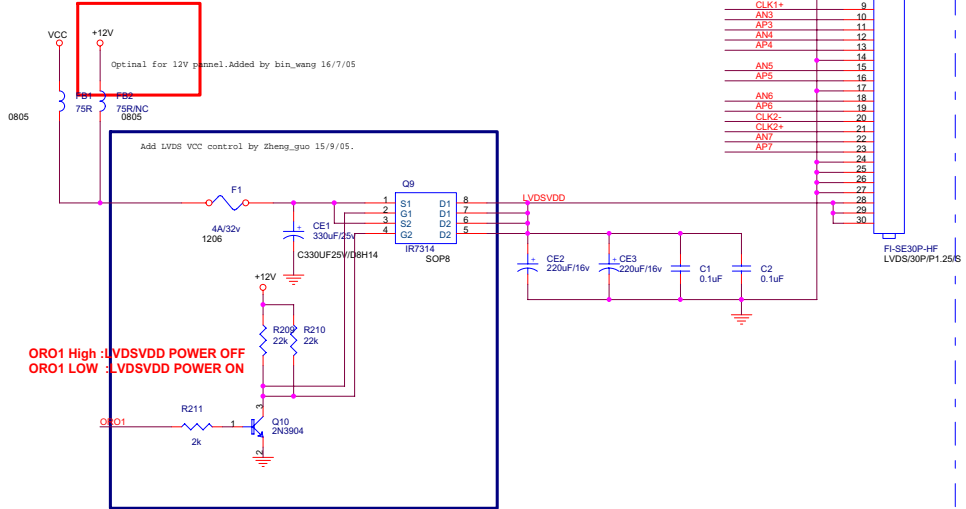 VCC
+12V
Optinal for 12V pannel.Added by bin_wang 16/7/05
FB1
75R
0805
FB2
75R/NC
0805
Add LVDS VCC control by Zheng_guo 15/9/05.
F1
4A/32v
1206
CE1
330uF/25v
C330UF25V/D8H14
Q9
1 S1 D1 8
2 G1 D1 7
3 S2 D2 6
4 G2 D2 5
IR7314
SOP8
LVDSVDD
+12V
R209
22k
R210
22k
ORO1 High :LVDSVDD POWER OFF
ORO1 LOW :LVDSVDD POWER ON
ORO1
R211
2k
1
3
2
Q10
2N3904
CE2
220uF/16v
CE3
220uF/16v
C1
0.1uF
C2
0.1uF
CLK1+ 9
AN3 10
AP3 11
AN4 12
AP4 13
14
AN5 15
AP5 16
17
AN6 18
AP6 19
CLK2- 20
CLK2+ 21
AN7 22
AP7 23
24
25
26
27
28
29
30
FI-SE30P-HF
LVDS/30P/P1.25/S